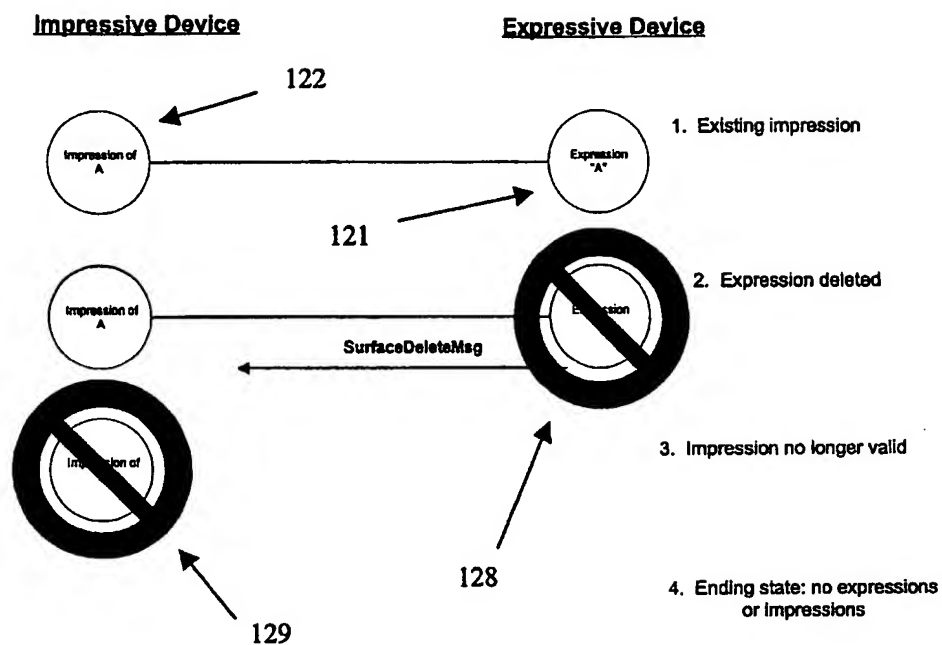 Impressive Device
Expressive Device
122
Impression of
A
Expression
"A"
1. Existing impression
121
Impression of
A
2. Expression deleted
SurfaceDeleteMsg
3. Impression no longer valid
128
4. Ending state: no expressions
or impressions
129